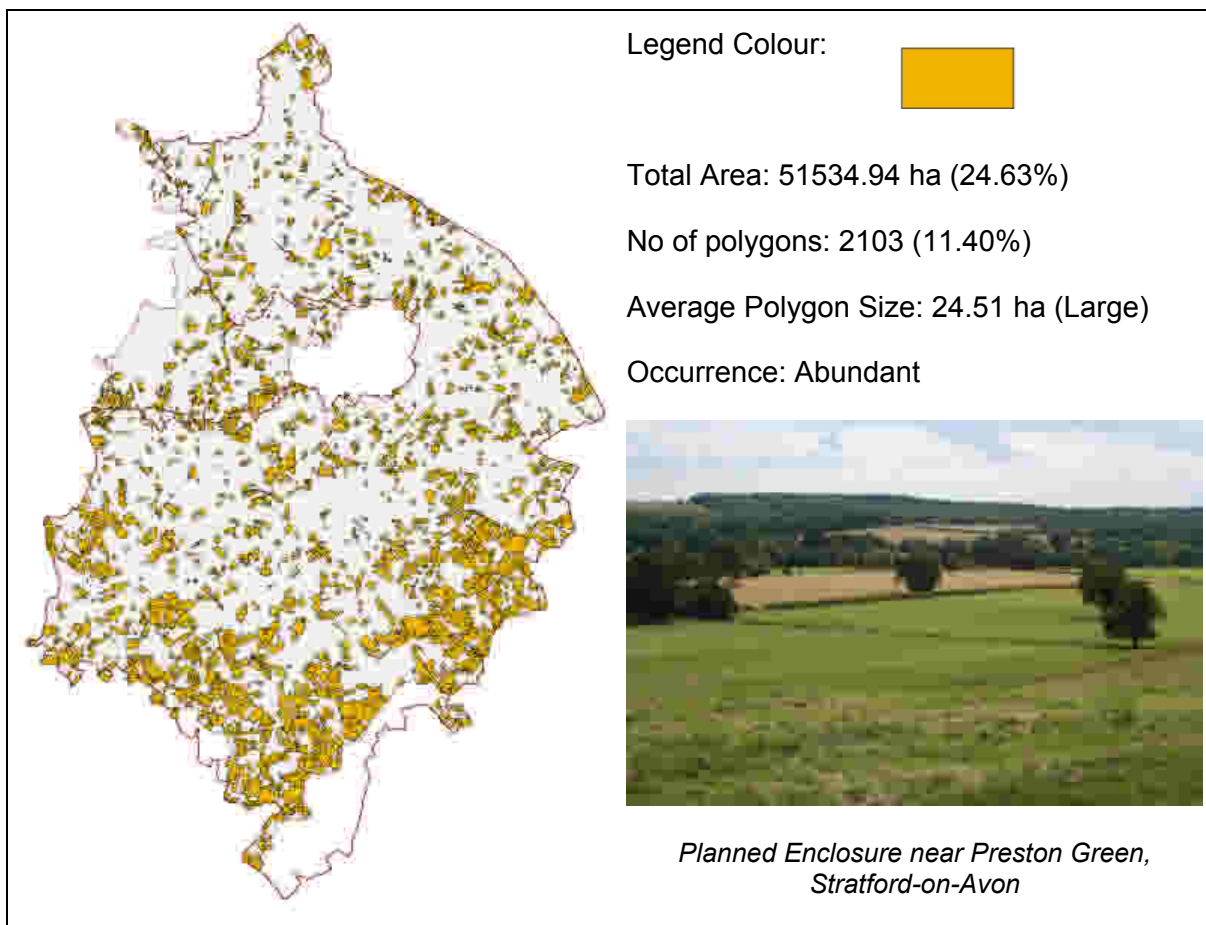 Legend Colour:
Total Area: 51534.94 ha (24.63%)
No of polygons: 2103 (11.40%)
Average Polygon Size: 24.51 ha (Large)
Occurrence: Abundant
Planned Enclosure near Preston Green,
Stratford-on-Avon